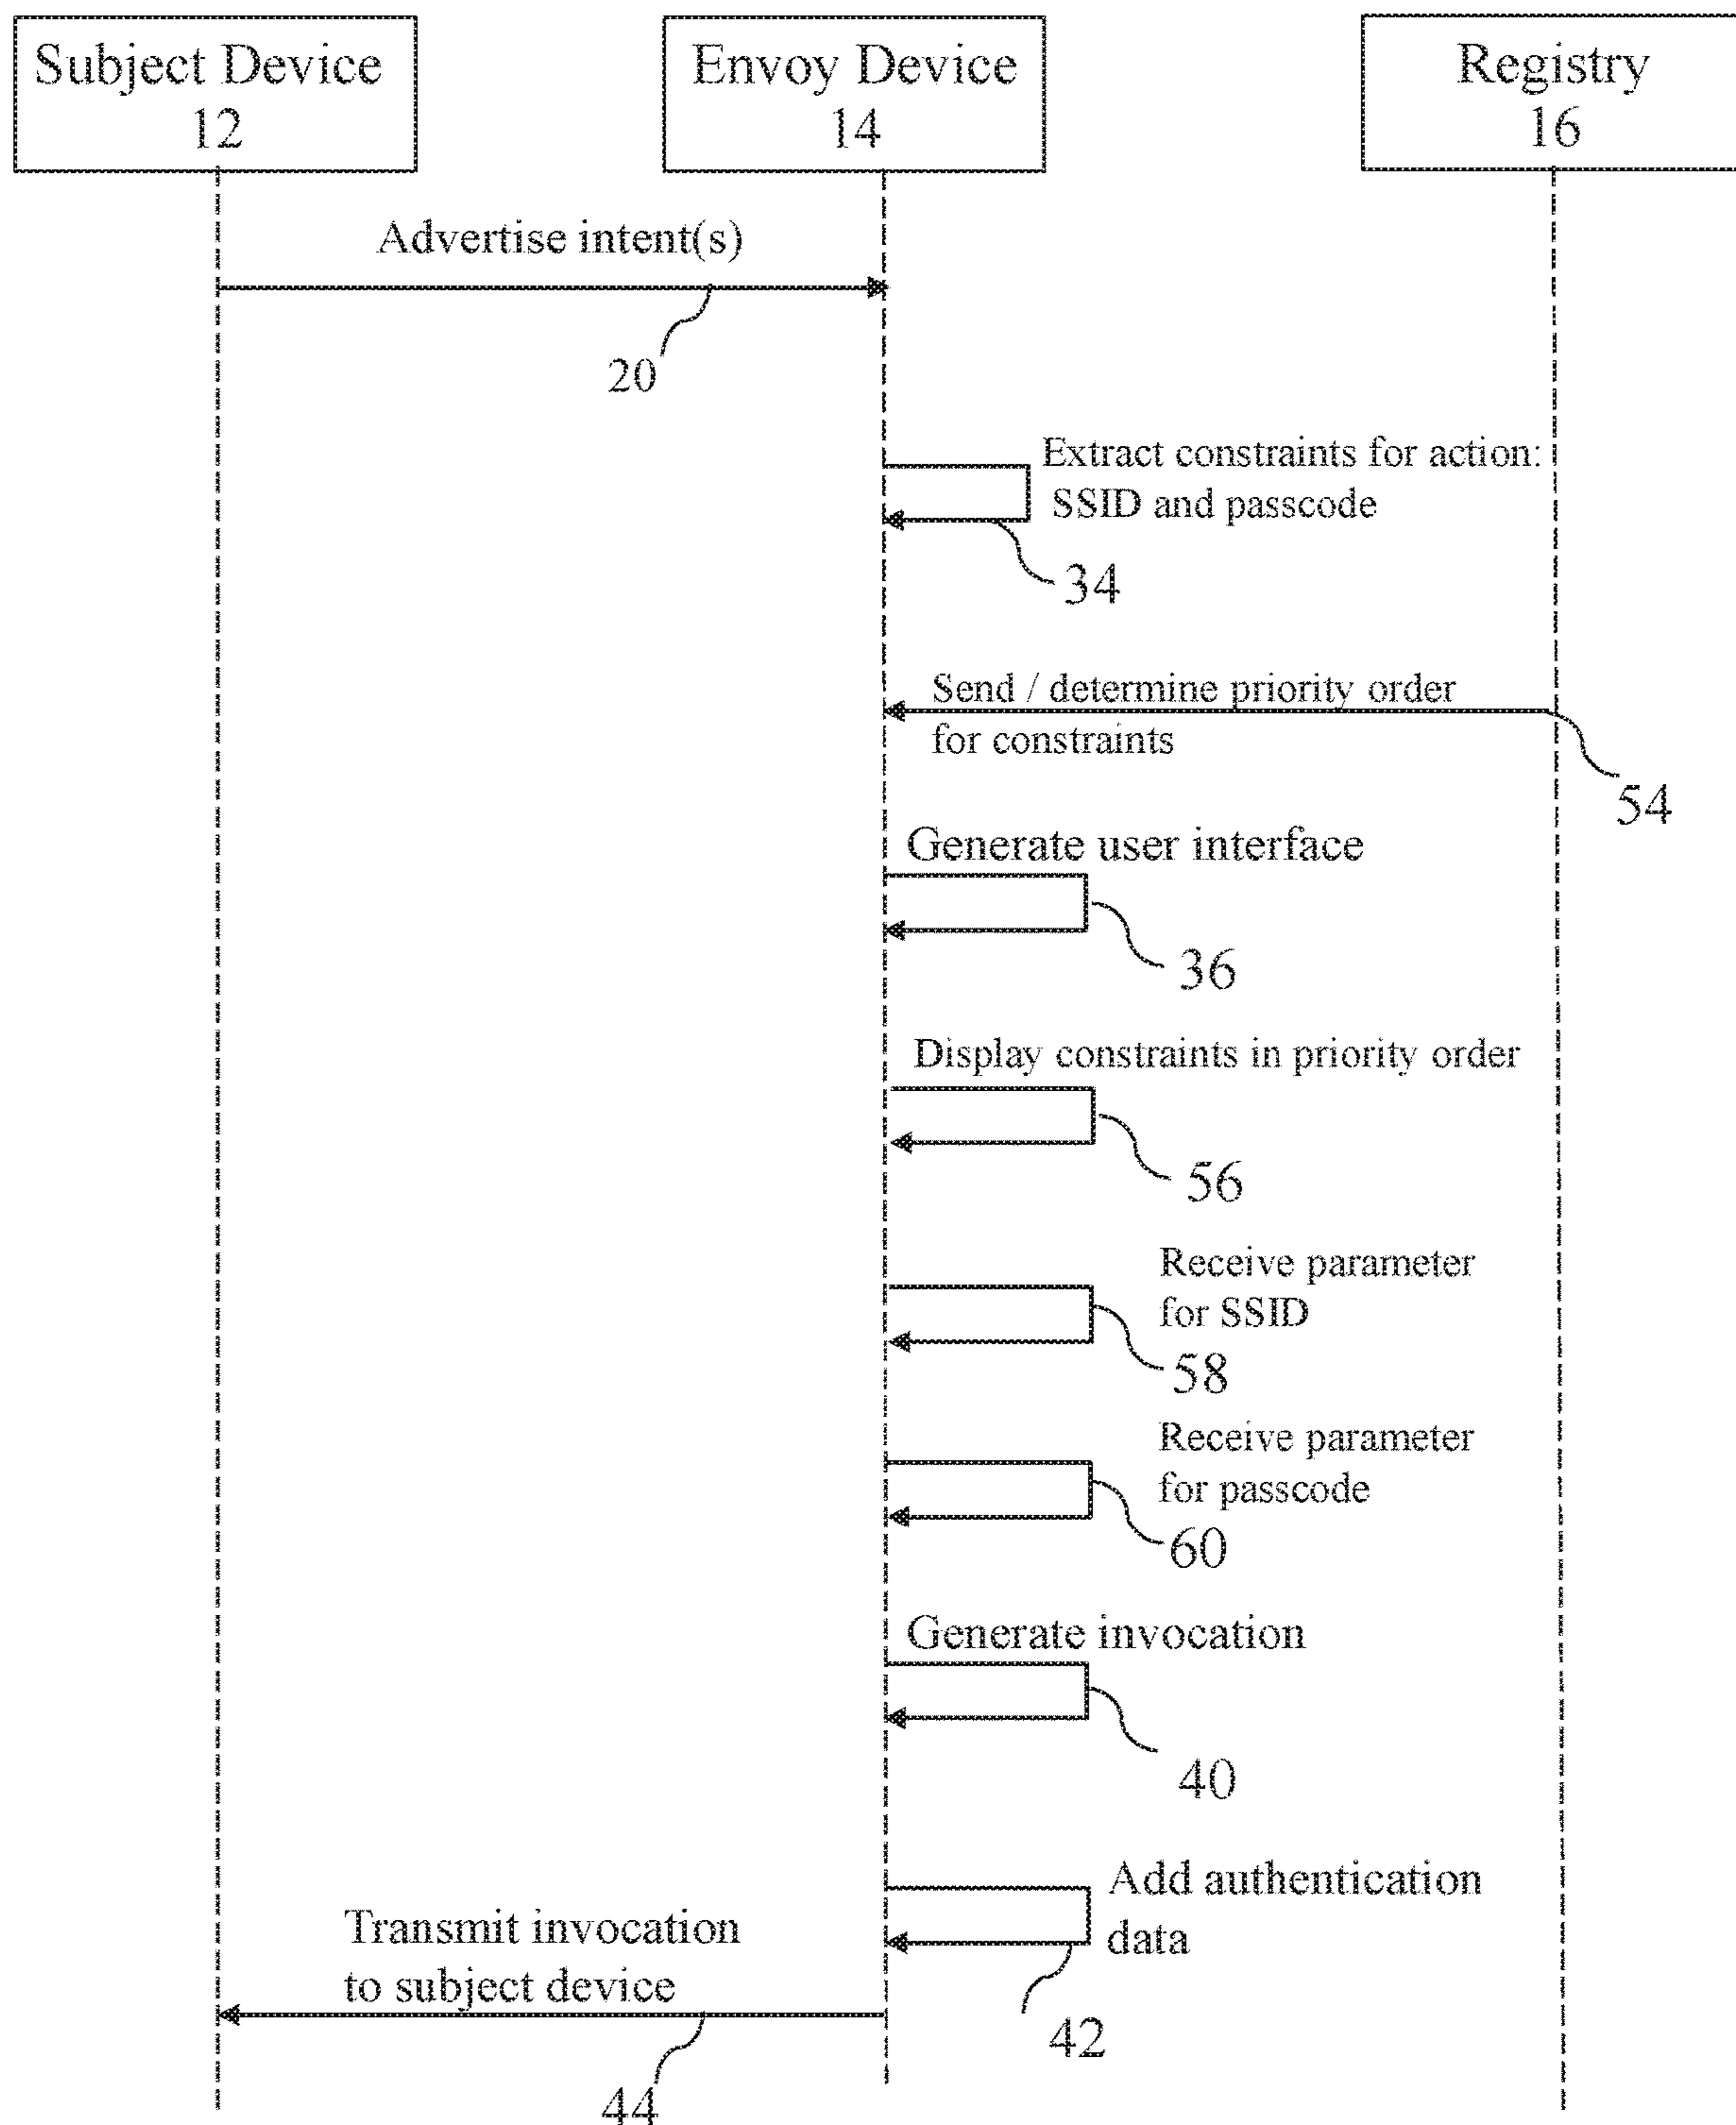 Subject Device
12
Envoy Device
14
Registry
16
Advertise intent(s)
20
Extract constraints for action:
SSID and passcode
34
Send / determine priority order
for constraints
54
Generate user interface
36
Display constraints in priority order
56
Receive parameter
for SSID
58
Receive parameter
for passcode
60
Generate invocation
40
Add authentication
data
42
Transmit invocation
to subject device
44